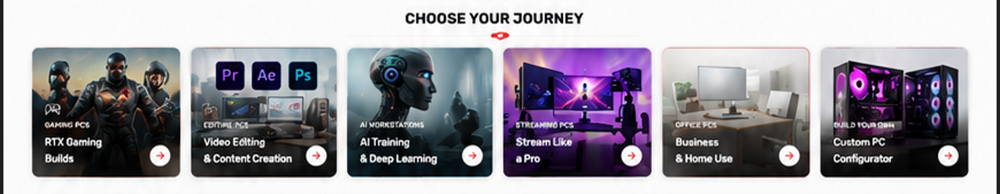 CHOOSE YOUR JOURNEY
Pr Ae Ps
GAMING PCS
RTX Gaming
Builds
EDITING PCS
Video Editing
& Content Creation
AI WORKSTATIONS
AI Training
& Deep Learning
STREAMING PCS
Stream Like
a Pro
OFFICE PCS
Business
& Home Use
BUILD YOUR OWN
Custom PC
Configurator